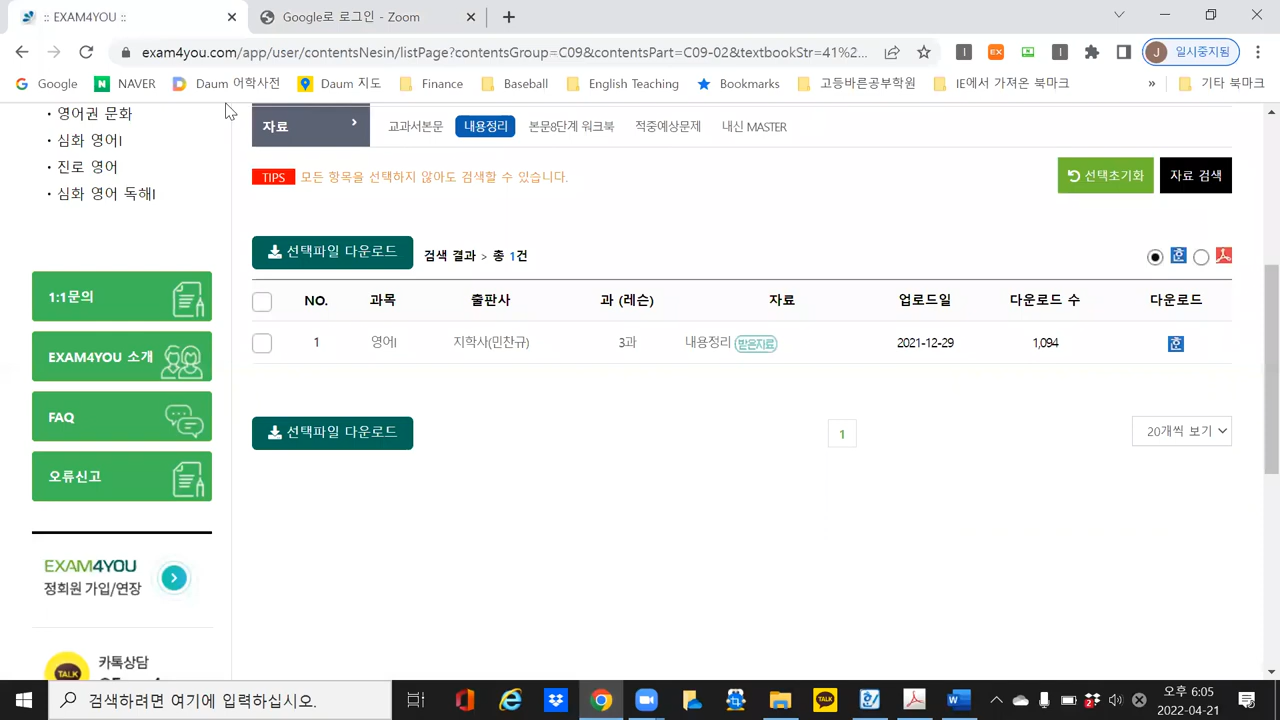 :: EXAM4YOU ::
Google로 로그인 - Zoom
exam4you.com/app/user/contentsNesin/listPage?contentsGroup=C09&contentsPart=C09-02&textbookStr=41%2...
EX
J 일시중지됨
Google
NAVER
Daum 어학사전
Daum 지도
Finance
Baseball
English Teaching
Bookmarks
고등바른공부학원
IE에서 가져온 북마크
»
기타 북마크
· 영어권 문화
· 심화 영어I
· 진로 영어
· 심화 영어 독해I
자료
교과서본문
내용정리
본문8단계 워크북
적중예상문제
내신 MASTER
TIPS 모든 항목을 선택하지 않아도 검색할 수 있습니다.
선택초기화
자료 검색
선택파일 다운로드
검색 결과 > 총 1건
NO. 과목 출판사 과 (레슨) 자료 업로드일 다운로드 수 다운로드
1 영어I 지학사(민찬규) 3과 내용정리 받은자료 2021-12-29 1,094
선택파일 다운로드
1
20개씩 보기
1:1문의
EXAM4YOU 소개
FAQ
오류신고
EXAM4YOU
정회원 가입/연장
TALK
카톡상담
검색하려면 여기에 입력하십시오.
TALK
2
오후 6:05
2022-04-21